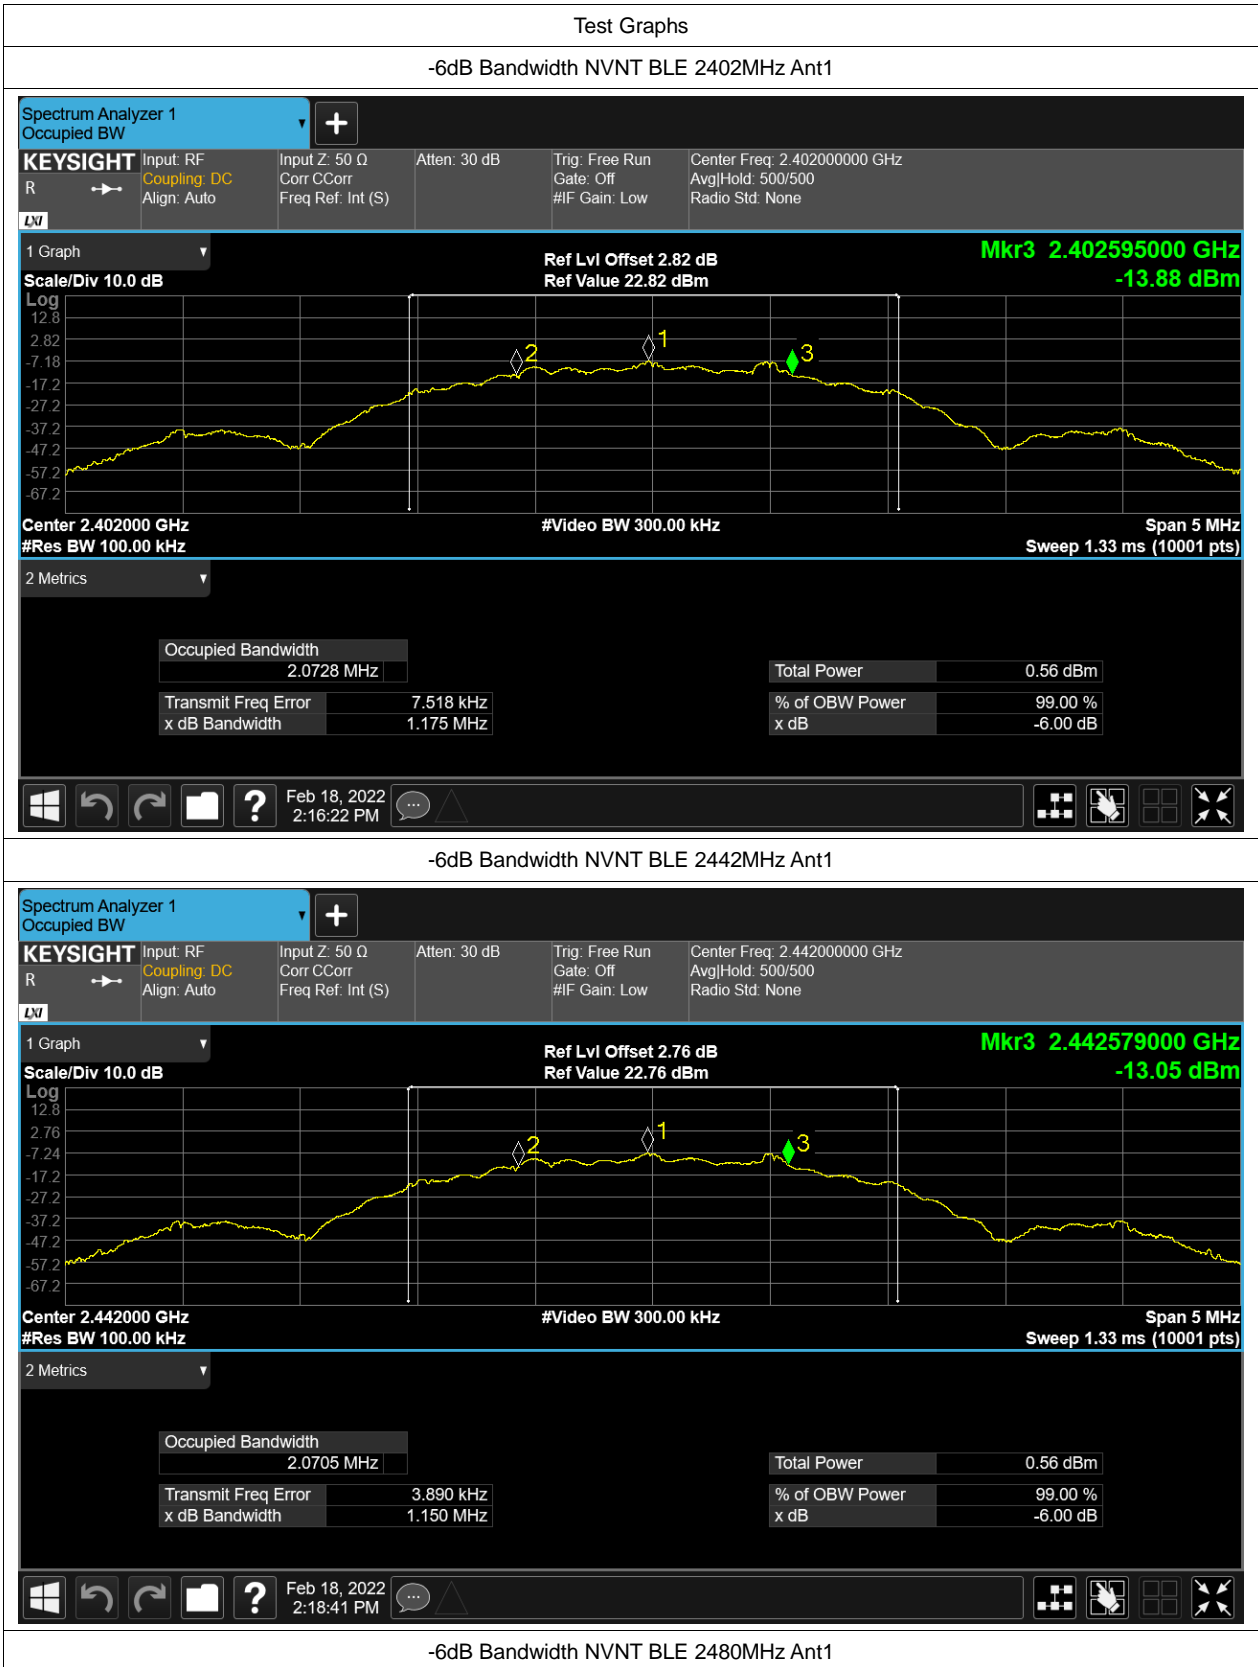 Test Graphs
-6dB Bandwidth NVNT BLE 2402MHz Ant1
Spectrum Analyzer 1
Occupied BW
KEYSIGHT Input: RF Input Z: 50 Ω Atten: 30 dB Trig: Free Run Center Freq: 2.402000000 GHz
R Coupling: DC Corr CCorr Gate: Off Avg|Hold: 500/500
Align: Auto Freq Ref: Int (S) #IF Gain: Low Radio Std: None
LXI
1 Graph Ref Lvl Offset 2.82 dB Mkr3 2.402595000 GHz
Scale/Div 10.0 dB Ref Value 22.82 dBm -13.88 dBm
Log
12.8
2.82
-7.18
-17.2
-27.2
-37.2
-47.2
-57.2
-67.2
2 1 3
Center 2.402000 GHz #Video BW 300.00 kHz Span 5 MHz
#Res BW 100.00 kHz Sweep 1.33 ms (10001 pts)
2 Metrics
Occupied Bandwidth
2.0728 MHz Total Power 0.56 dBm
Transmit Freq Error 7.518 kHz % of OBW Power 99.00 %
x dB Bandwidth 1.175 MHz x dB -6.00 dB
? Feb 18, 2022
2:16:22 PM
-6dB Bandwidth NVNT BLE 2442MHz Ant1
Spectrum Analyzer 1
Occupied BW
KEYSIGHT Input: RF Input Z: 50 Ω Atten: 30 dB Trig: Free Run Center Freq: 2.442000000 GHz
R Coupling: DC Corr CCorr Gate: Off Avg|Hold: 500/500
Align: Auto Freq Ref: Int (S) #IF Gain: Low Radio Std: None
LXI
1 Graph Ref Lvl Offset 2.76 dB Mkr3 2.442579000 GHz
Scale/Div 10.0 dB Ref Value 22.76 dBm -13.05 dBm
Log
12.8
2.76
-7.24
-17.2
-27.2
-37.2
-47.2
-57.2
-67.2
2 1 3
Center 2.442000 GHz #Video BW 300.00 kHz Span 5 MHz
#Res BW 100.00 kHz Sweep 1.33 ms (10001 pts)
2 Metrics
Occupied Bandwidth
2.0705 MHz Total Power 0.56 dBm
Transmit Freq Error 3.890 kHz % of OBW Power 99.00 %
x dB Bandwidth 1.150 MHz x dB -6.00 dB
? Feb 18, 2022
2:18:41 PM
-6dB Bandwidth NVNT BLE 2480MHz Ant1